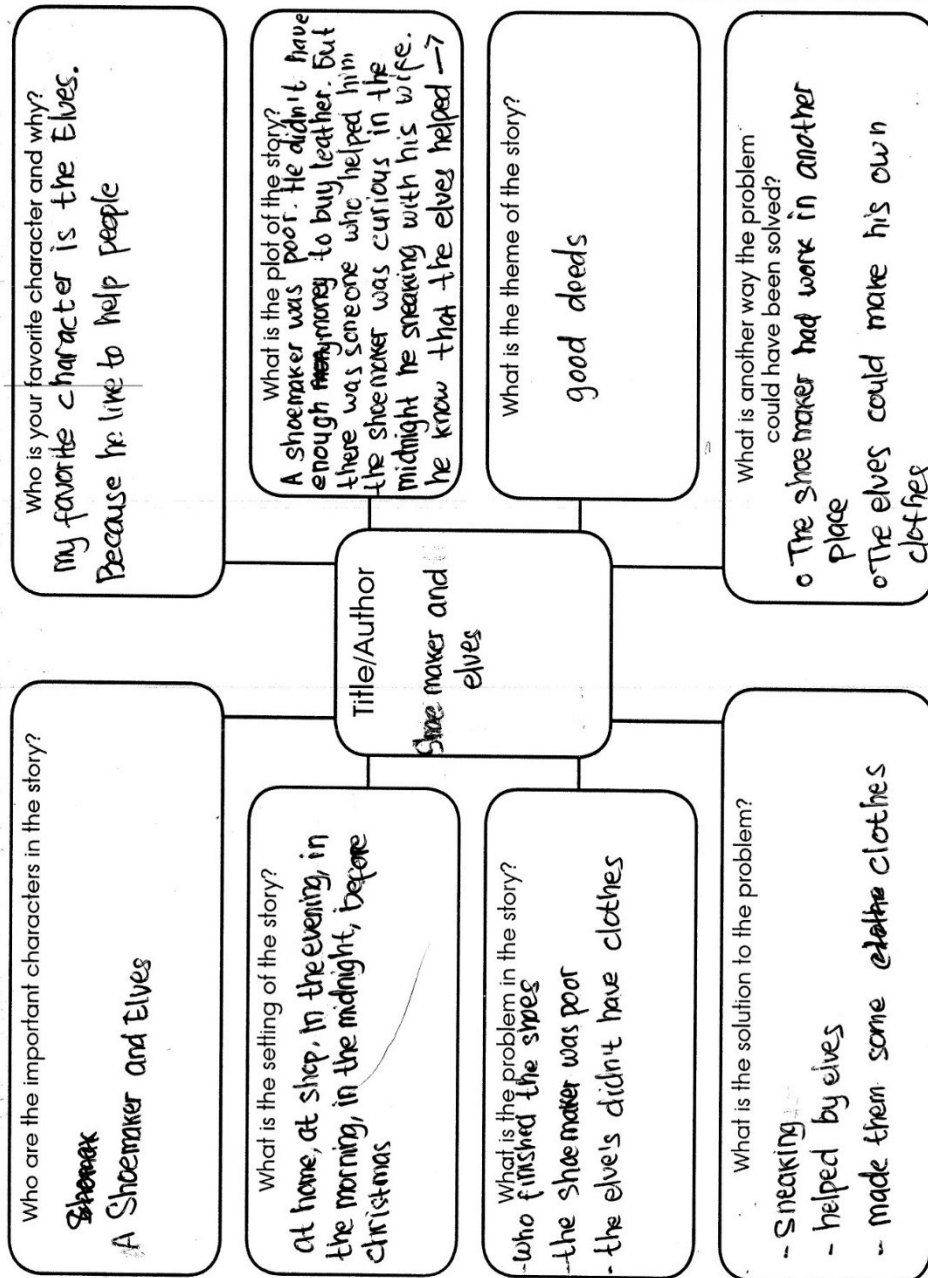 Who are the important characters in the story?
A Shoemaker and Elves
Who is your favorite character and why?
my favorite character is the Elves.
Because he like to help people
What is the setting of the story?
at home, at shop, in the evening, in
the morning, in the midnight, before
christmas
What is the plot of the story?
A shoemaker was poor. He didn't have
enough money to buy leather. But
there was someone who helped him
the shoemaker was curious in the
midnight he sneaking with his wife.
he know that the elves helped →
Title/Author
Shoe maker and
elves
What is the problem in the story?
- who finished the shoes
- the shoemaker was poor
- the elves didn't have clothes
What is the theme of the story?
good deeds
What is the solution to the problem?
- Sneaking
- helped by elves
- made them some clothes
What is another way the problem
could have been solved?
o The shoemaker had work in another
place
o The elves could make his own
clothes